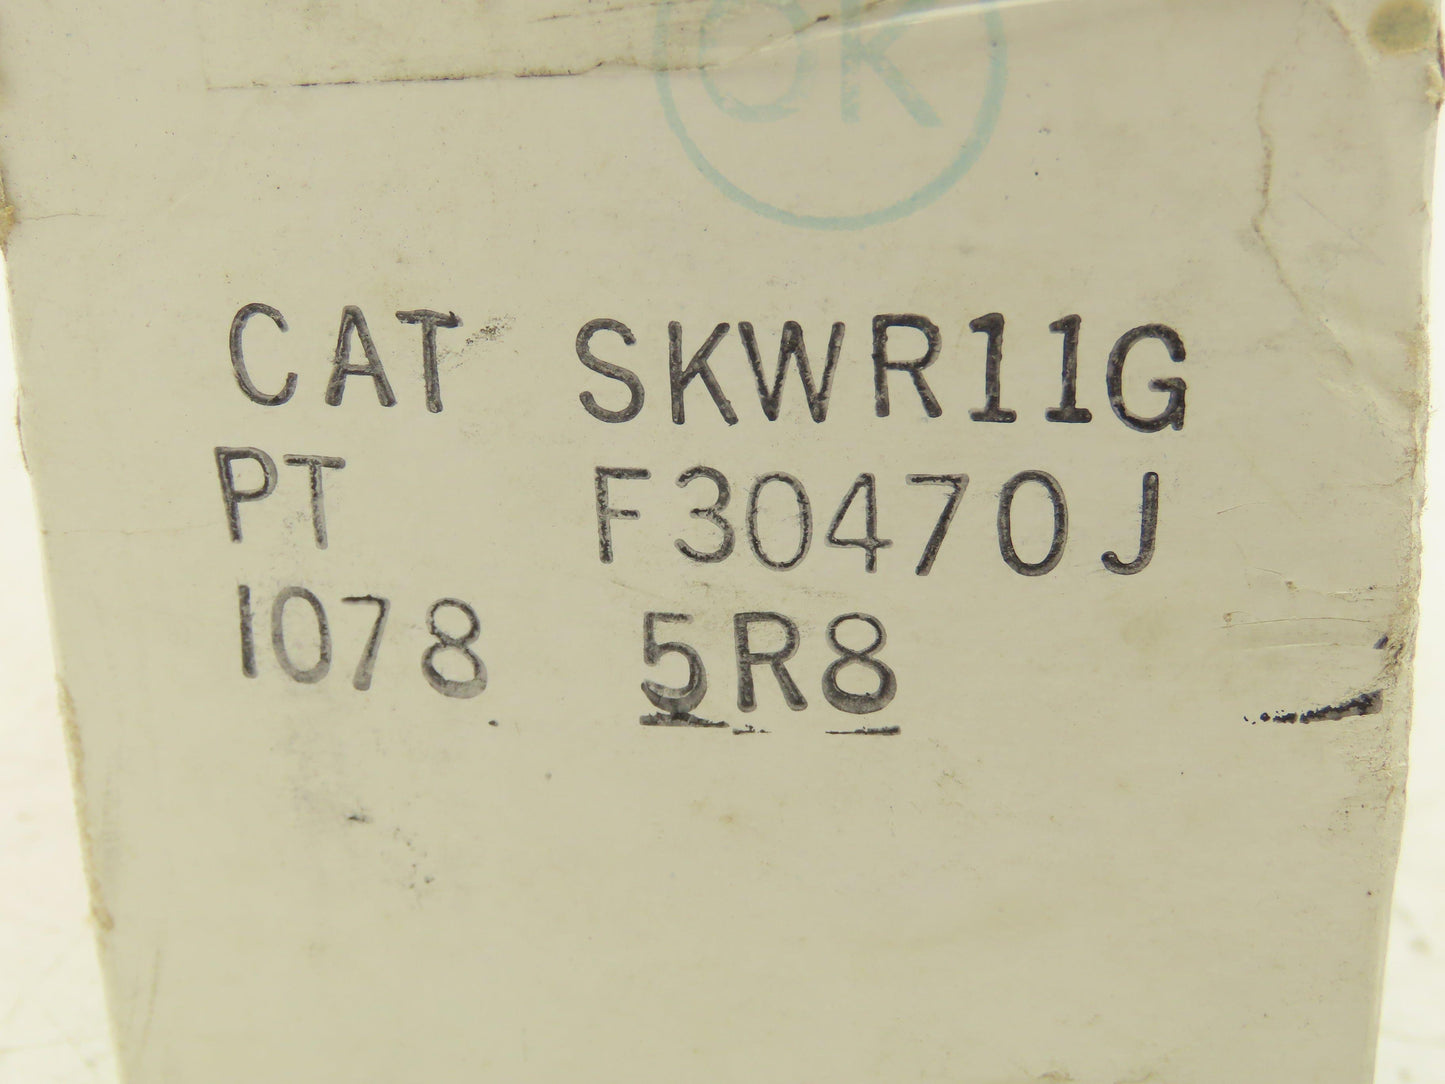 OK
CAT SKWR11G
PT F30470J
1078 5R8